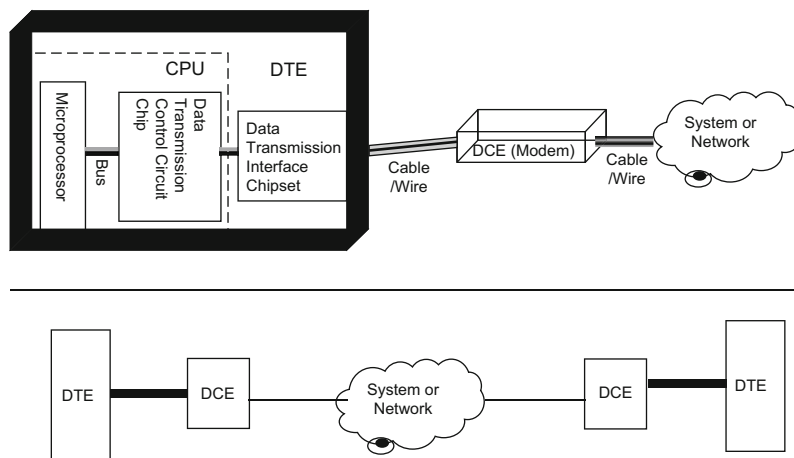 CPU
DTE
Microprocessor
Bus
Data
Transmission
Control Circuit
Chip
Data
Transmission
Interface
Chipset
Cable
/Wire
DCE (Modem)
Cable
/Wire
System or
Network
DTE
DCE
System or
Network
DCE
DTE